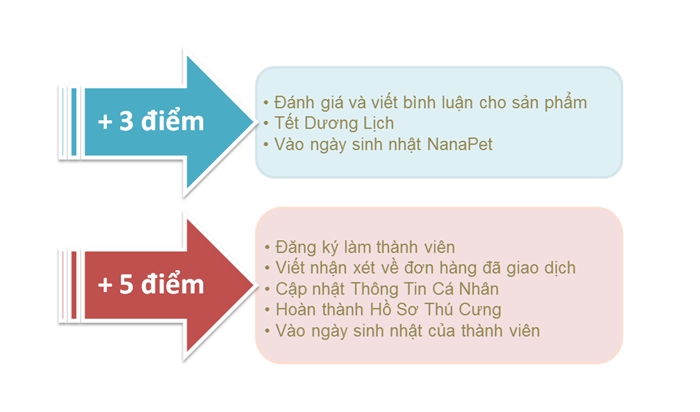 + 3 điểm
• Đánh giá và viết bình luận cho sản phẩm
• Tết Dương Lịch
• Vào ngày sinh nhật NanaPet
+ 5 điểm
• Đăng ký làm thành viên
• Viết nhận xét về đơn hàng đã giao dịch
• Cập nhật Thông Tin Cá Nhân
• Hoàn thành Hồ Sơ Thú Cưng
• Vào ngày sinh nhật của thành viên